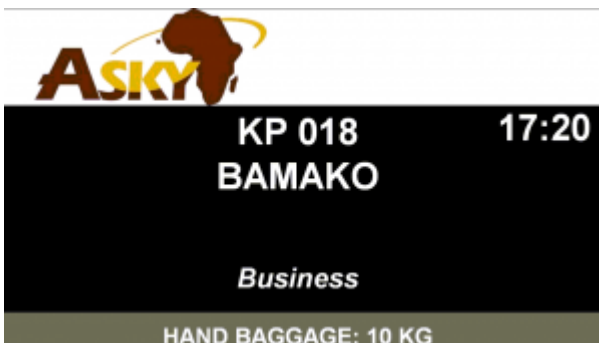 ASKY
KP 018 17:20
BAMAKO
Business
HAND BAGGAGE: 10 KG